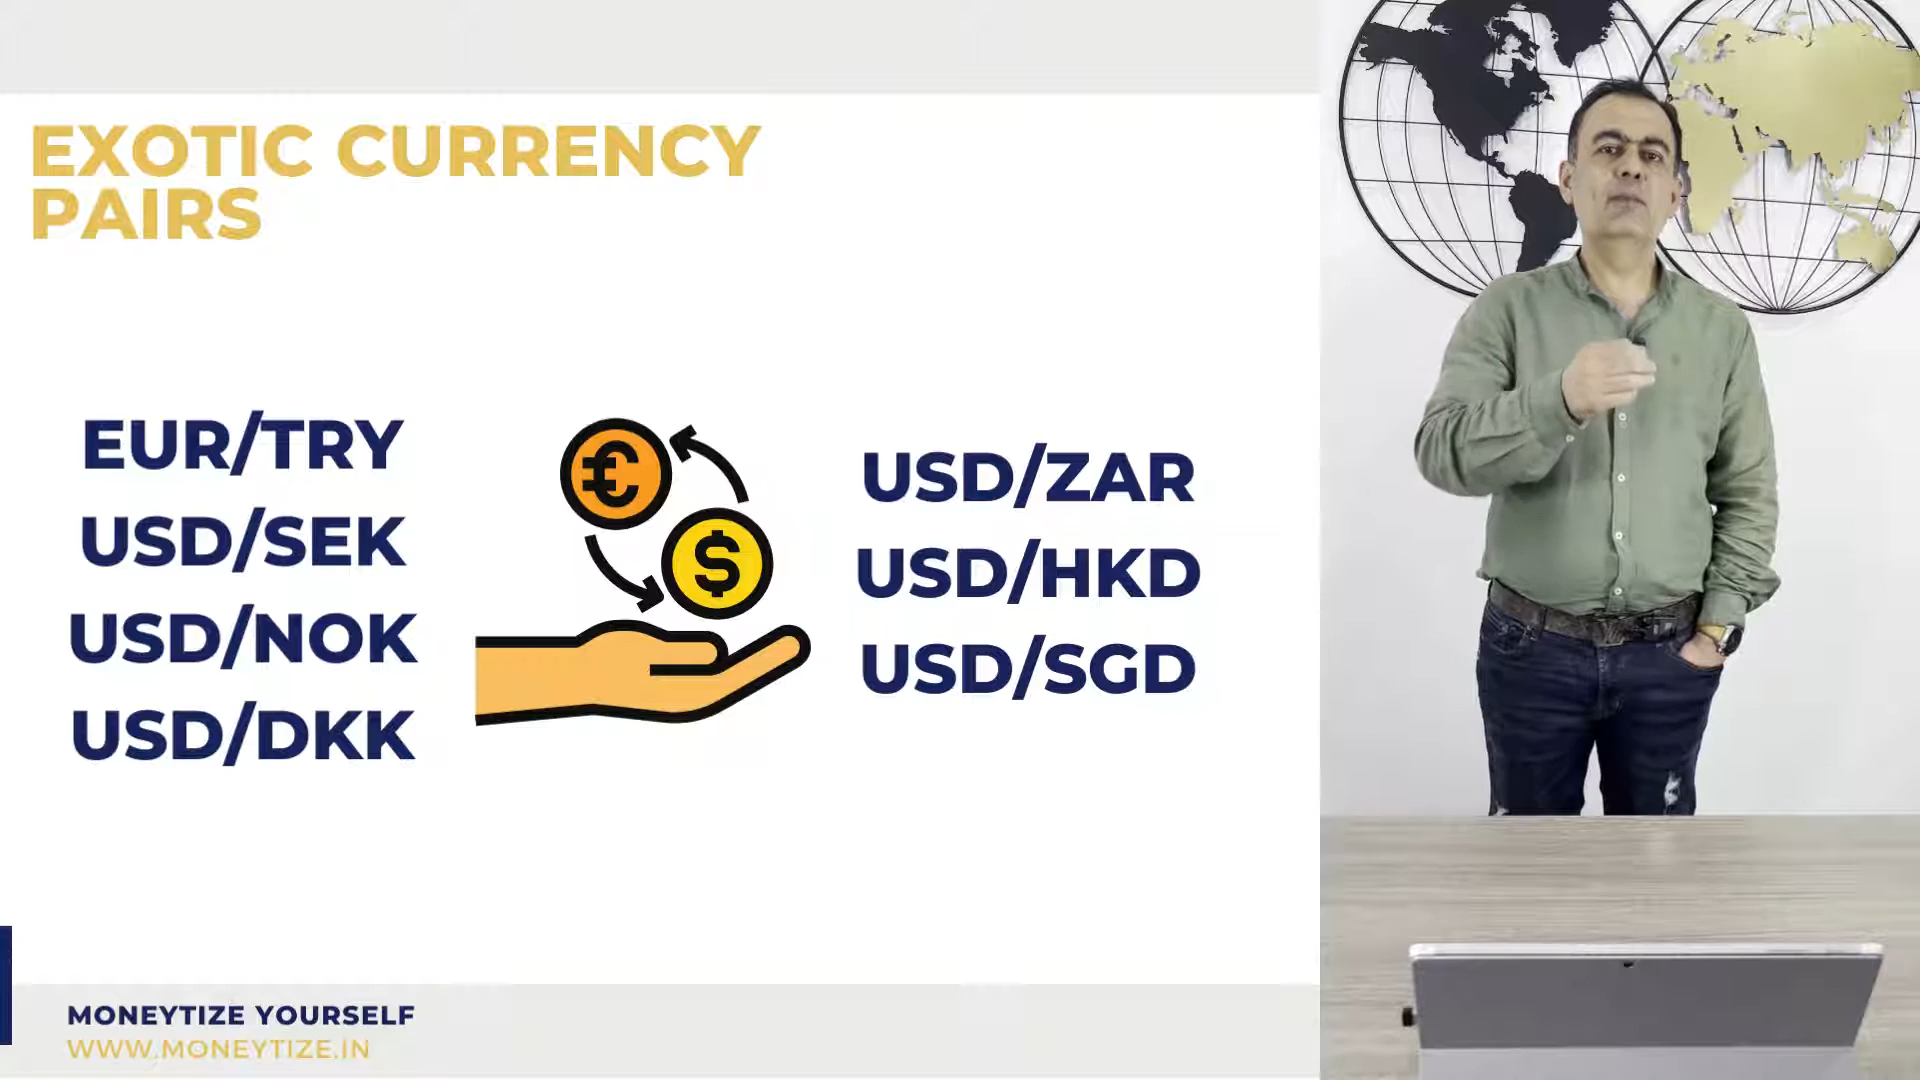 EXOTIC CURRENCY
PAIRS
EUR/TRY
USD/SEK
USD/NOK
USD/DKK
USD/ZAR
USD/HKD
USD/SGD
MONEYTIZE YOURSELF
WWW.MONEYTIZE.IN